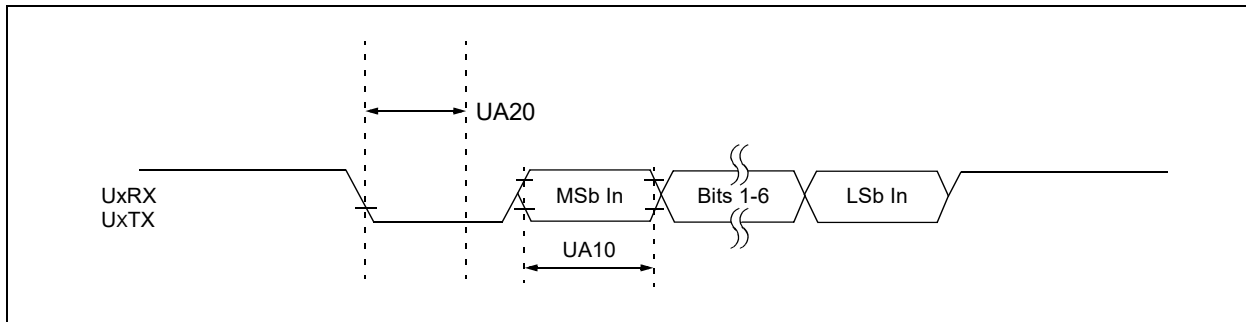 UA20
UxRX
UxTX
MSb In
Bits 1-6
LSb In
UA10